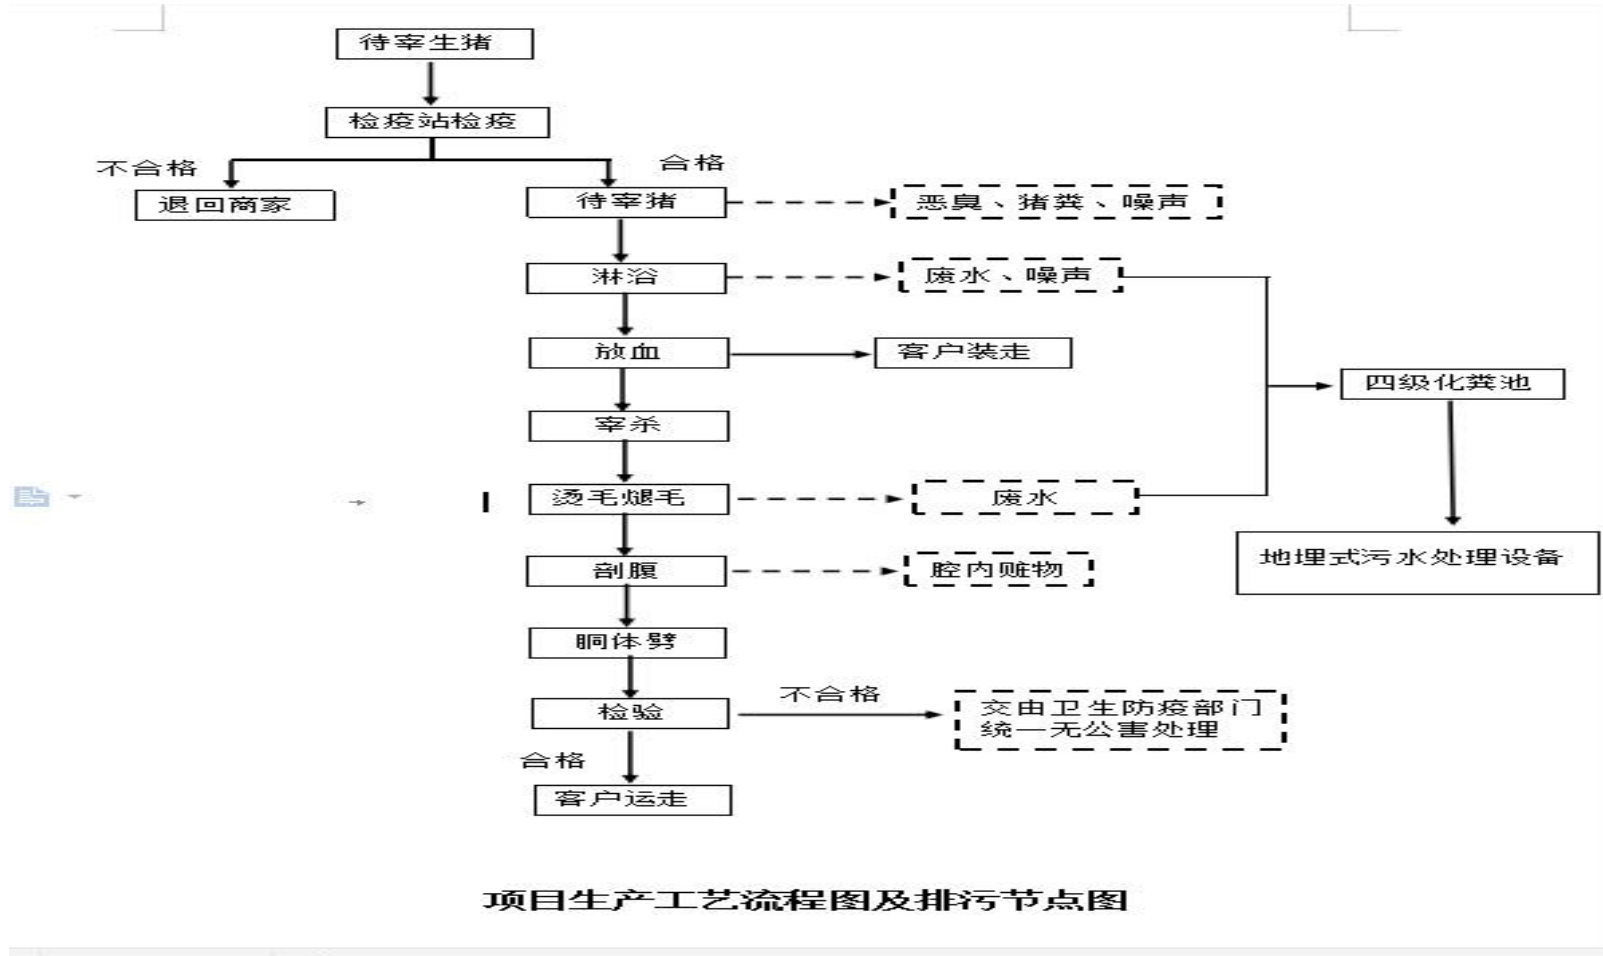 待宰生猪
检疫站检疫
不合格
合格
退回商家
待宰猪
恶臭、猪粪、噪声
淋浴
废水、噪声
放血
客户装走
四级化粪池
宰杀
烫毛煺毛
废水
地埋式污水处理设备
剖腹
腔内赃物
胴体劈
检验
不合格
交由卫生防疫部门
统一无公害处理
合格
客户运走
项目生产工艺流程图及排污节点图